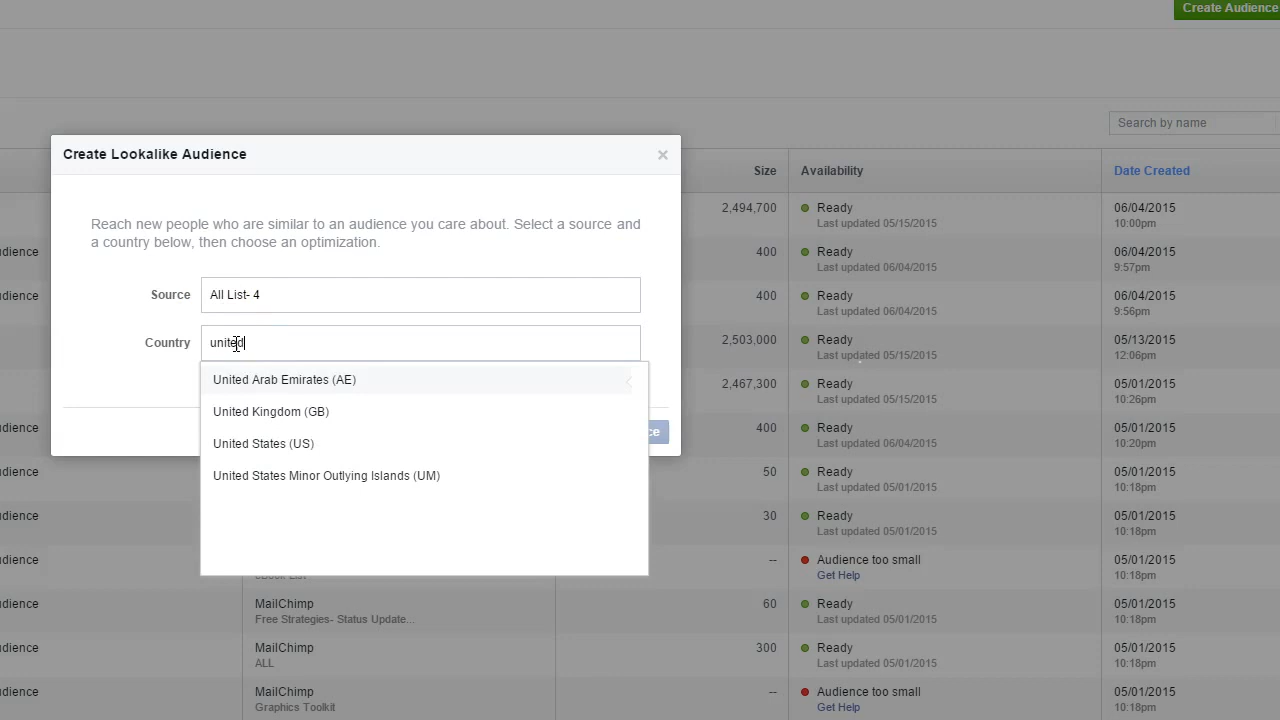 Create Audience
Search by name
Create Lookalike Audience
×
Reach new people who are similar to an audience you care about. Select a source and
a country below, then choose an optimization.
Source
All List- 4
Country
united
United Arab Emirates (AE)
United Kingdom (GB)
United States (US)
United States Minor Outlying Islands (UM)
Size
Availability
Date Created
2,494,700
Ready
06/04/2015
Last updated 05/15/2015
10:00pm
400
Ready
06/04/2015
Last updated 06/04/2015
9:57pm
400
Ready
06/04/2015
Last updated 06/04/2015
9:56pm
2,503,000
Ready
05/13/2015
Last updated 05/15/2015
12:06pm
2,467,300
Ready
05/01/2015
Last updated 05/15/2015
10:26pm
400
Ready
05/01/2015
Last updated 06/04/2015
10:20pm
50
Ready
05/01/2015
Last updated 05/01/2015
10:18pm
30
Ready
05/01/2015
Last updated 05/01/2015
10:18pm
--
Audience too small
05/01/2015
Get Help
10:18pm
MailChimp
60
Ready
05/01/2015
Free Strategies- Status Update...
Last updated 05/01/2015
10:18pm
MailChimp
300
Ready
05/01/2015
ALL
Last updated 05/01/2015
10:18pm
MailChimp
--
Audience too small
05/01/2015
Graphics Toolkit
Get Help
10:18pm